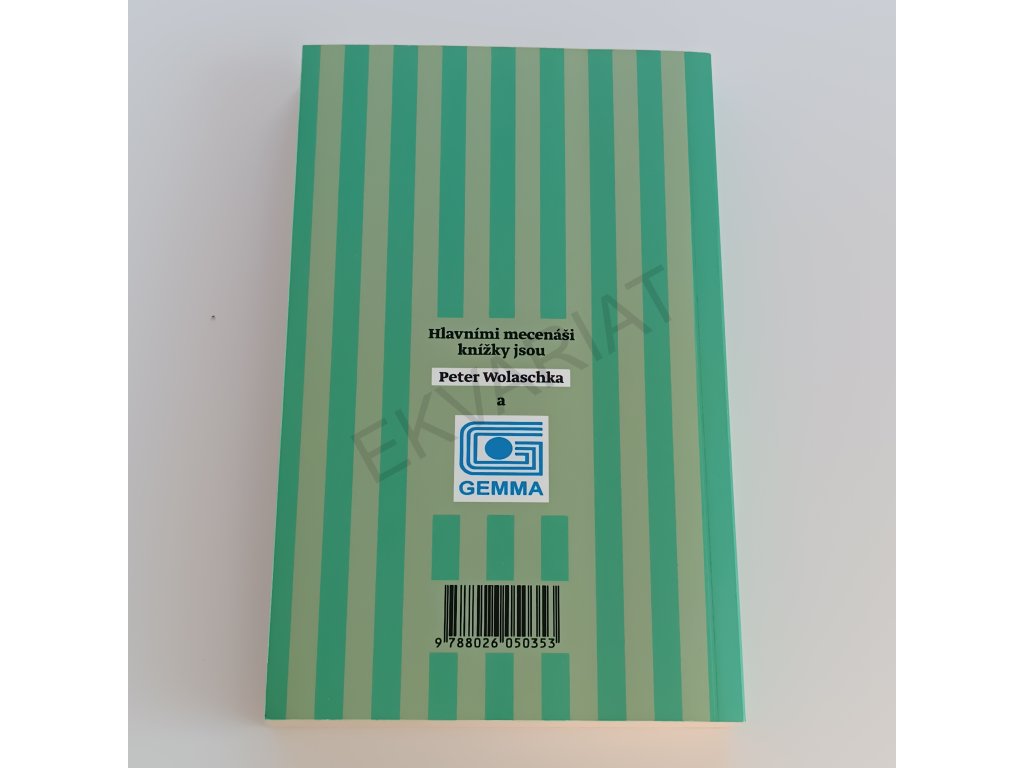 Hlavními mecenáši
knížky jsou
Peter Wolaschka
a
GEMMA
EKVARIAT
9 788026 050353